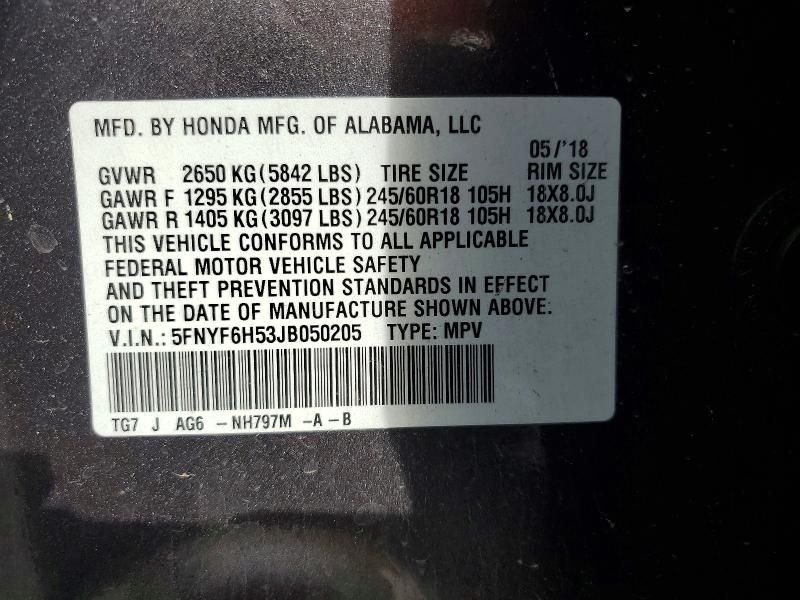 MFD. BY HONDA MFG. OF ALABAMA, LLC
05/'18
GVWR 2650 KG (5842 LBS) TIRE SIZE RIM SIZE
GAWR F 1295 KG (2855 LBS) 245/60R18 105H 18X8.0J
GAWR R 1405 KG (3097 LBS) 245/60R18 105H 18X8.0J
THIS VEHICLE CONFORMS TO ALL APPLICABLE
FEDERAL MOTOR VEHICLE SAFETY
AND THEFT PREVENTION STANDARDS IN EFFECT
ON THE DATE OF MANUFACTURE SHOWN ABOVE.
V.I.N.: 5FNYF6H53JB050205 TYPE: MPV
TG7 J AG6 -NH797M -A-B